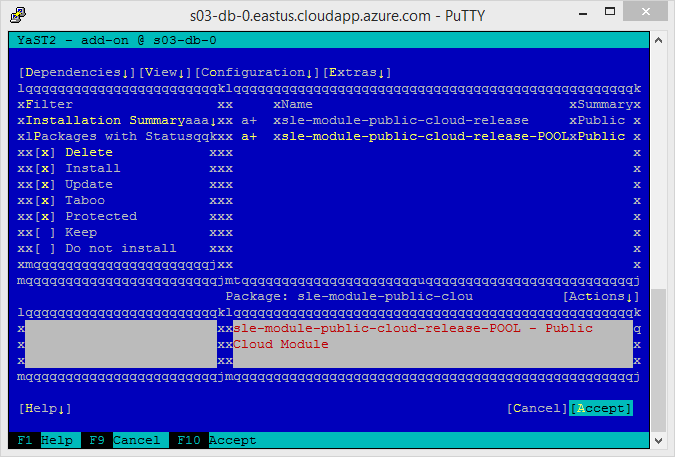 s03-db-0.eastus.cloudapp.azure.com - PuTTY
YaST2 - add-on @ s03-db-0
[Dependencies↓][View↓][Configuration↓][Extras↓]
lqqqqqqqqqqqqqqqqqqqqqqqqklqqqqqqqqqqqqqqqqqqqqqqqqqqqqqqqqqqqqqqqqqqqqqqqqqqk
xFilter                  xx     xName                                xSummaryx
xInstallation Summaryaaa↓xx a+  xsle-module-public-cloud-release     xPublic x
xlPackages with Statusqqkxx a+  xsle-module-public-cloud-release-POOLxPublic x
xx[x] Delete            xxx                                                  x
xx[x] Install           xxx                                                  x
xx[x] Update            xxx                                                  x
xx[x] Taboo             xxx                                                  x
xx[x] Protected         xxx                                                  x
xx[ ] Keep              xxx                                                  x
xx[ ] Do not install    xxx                                                  x
xmqqqqqqqqqqqqqqqqqqqqqqjxx                                                  x
mqqqqqqqqqqqqqqqqqqqqqqqqjmtqqqqqqqqqqqqqqqqqqqqqqquqqqqqqqqqqqqqqqqqqqqqqqqqj
Package: sle-module-public-clou           [Actions↓]
lqqqqqqqqqqqqqqqqqqqqqqqqklqqqqqqqqqqqqqqqqqqqqqqqqqqqqqqqqqqqqqqqqqqqqqqqqqqk
x                        xxsle-module-public-cloud-release-POOL - Public     q
x                        xxCloud Module                                      x
x                        xx                                                  x
mqqqqqqqqqqqqqqqqqqqqqqqqjmqqqqqqqqqqqqqqqqqqqqqqqqqqqqqqqqqqqqqqqqqqqqqqqqqqj
[Help↓] [Cancel][Accept]
F1 Help F9 Cancel F10 Accept